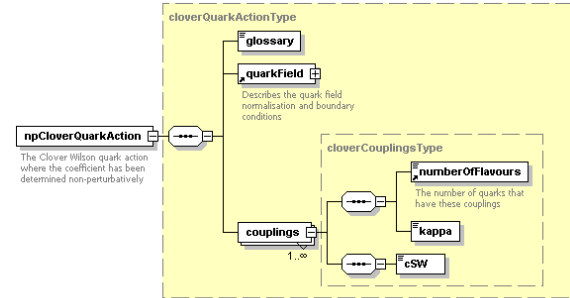 cloverQuarkActionType
glossary
quarkField
Describes the quark field
normalisation and boundary
conditions
npCloverQuarkAction
The Clover Wilson quark action
where the coefficient has been
determined non-perturbatively
cloverCouplingsType
numberOfFlavours
The number of quarks that
have these couplings
couplings
1..∞
kappa
cSW